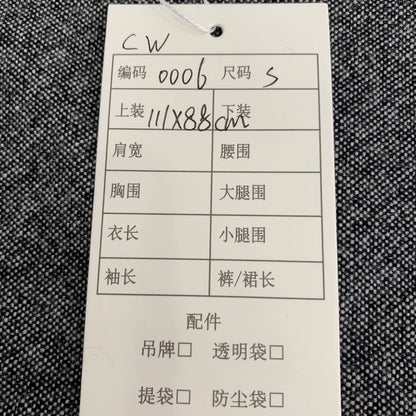 CW
编码 0006 尺码 S
上装 111X88cm 下装
肩宽 腰围
胸围 大腿围
衣长 小腿围
袖长 裤/裙长
配件
吊牌□ 透明袋□
提袋□ 防尘袋□